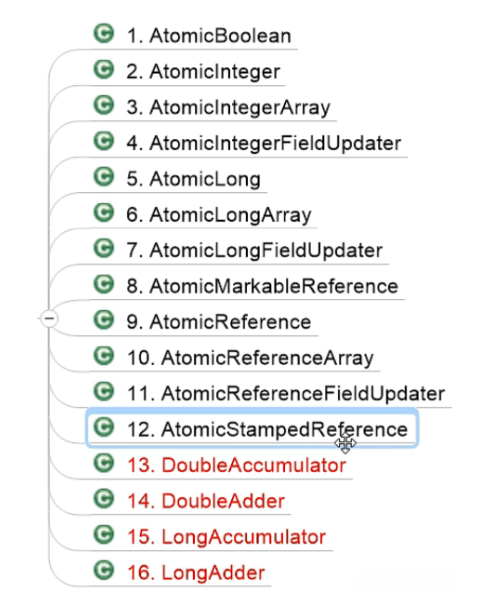 1. AtomicBoolean
2. AtomicInteger
3. AtomicIntegerArray
4. AtomicIntegerFieldUpdater
5. AtomicLong
6. AtomicLongArray
7. AtomicLongFieldUpdater
8. AtomicMarkableReference
9. AtomicReference
10. AtomicReferenceArray
11. AtomicReferenceFieldUpdater
12. AtomicStampedReference
13. DoubleAccumulator
14. DoubleAdder
15. LongAccumulator
16. LongAdder